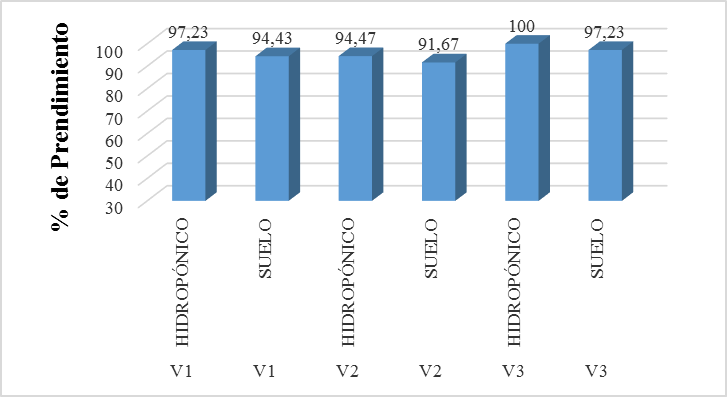 % de Prendimiento
97,23
94,43
94,47
91,67
100
97,23
100
90
80
70
60
50
40
30
HIDROPÓNICO
SUELO
HIDROPÓNICO
SUELO
HIDROPÓNICO
SUELO
V1
V1
V2
V2
V3
V3